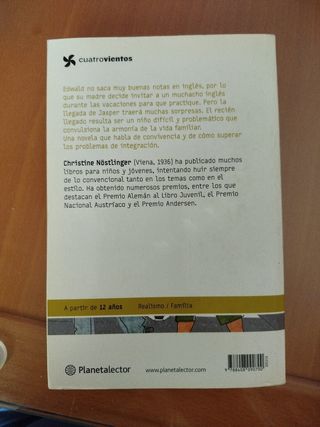 cuatrovientos
Edwald no saca muy buenas notas en inglés, por lo
que su madre decide invitar a un muchacho inglés
durante las vacaciones para que practique. Pero la
llegada de Jasper traerá muchas sorpresas. El recién
llegado resulta ser un niño difícil y problemático que
convulsiona la armonía de la vida familiar.
Una novela que habla de convivencia y de cómo superar
los problemas de integración.
Christine Nöstlinger (Viena, 1936) ha publicado muchos
libros para niños y jóvenes, intentando huir siempre
de lo convencional tanto en los temas como en el
estilo. Ha obtenido numerosos premios, entre los que
destacan el Premio Alemán al Libro Juvenil, el Premio
Nacional Austríaco y el Premio Andersen.
A partir de 12 años
Realismo / Familia
Planetalector
www.planetalector.com